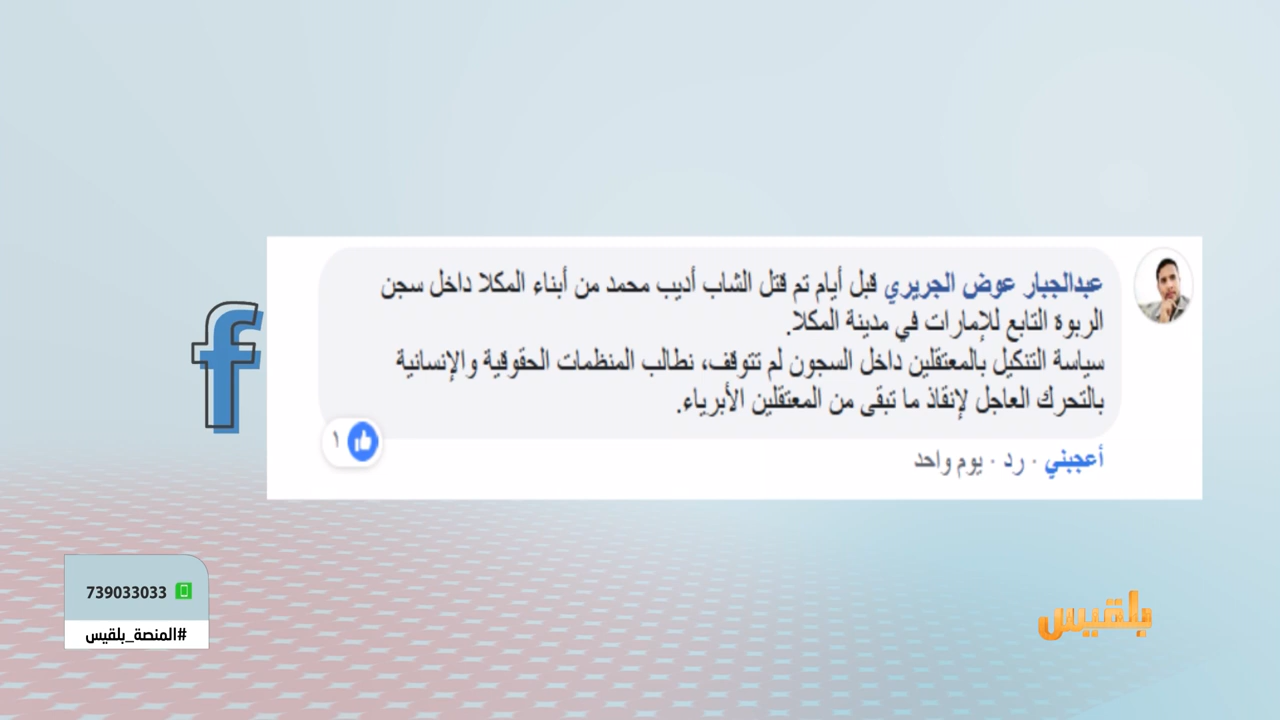 عبدالجبار عوض الجريري قبل أيام تم قتل الشاب أديب محمد من أبناء المكلا داخل سجن
الربوة التابع للإمارات في مدينة المكلا.
سياسة التنكيل بالمعتقلين داخل السجون لم تتوقف، نطالب المنظمات الحقوقية والإنسانية
بالتحرك العاجل لإنقاذ ما تبقى من المعتقلين الأبرياء.
١
أعجبني · رد · يوم واحد
739033033
#المنصة_بلقيس
بلقيس